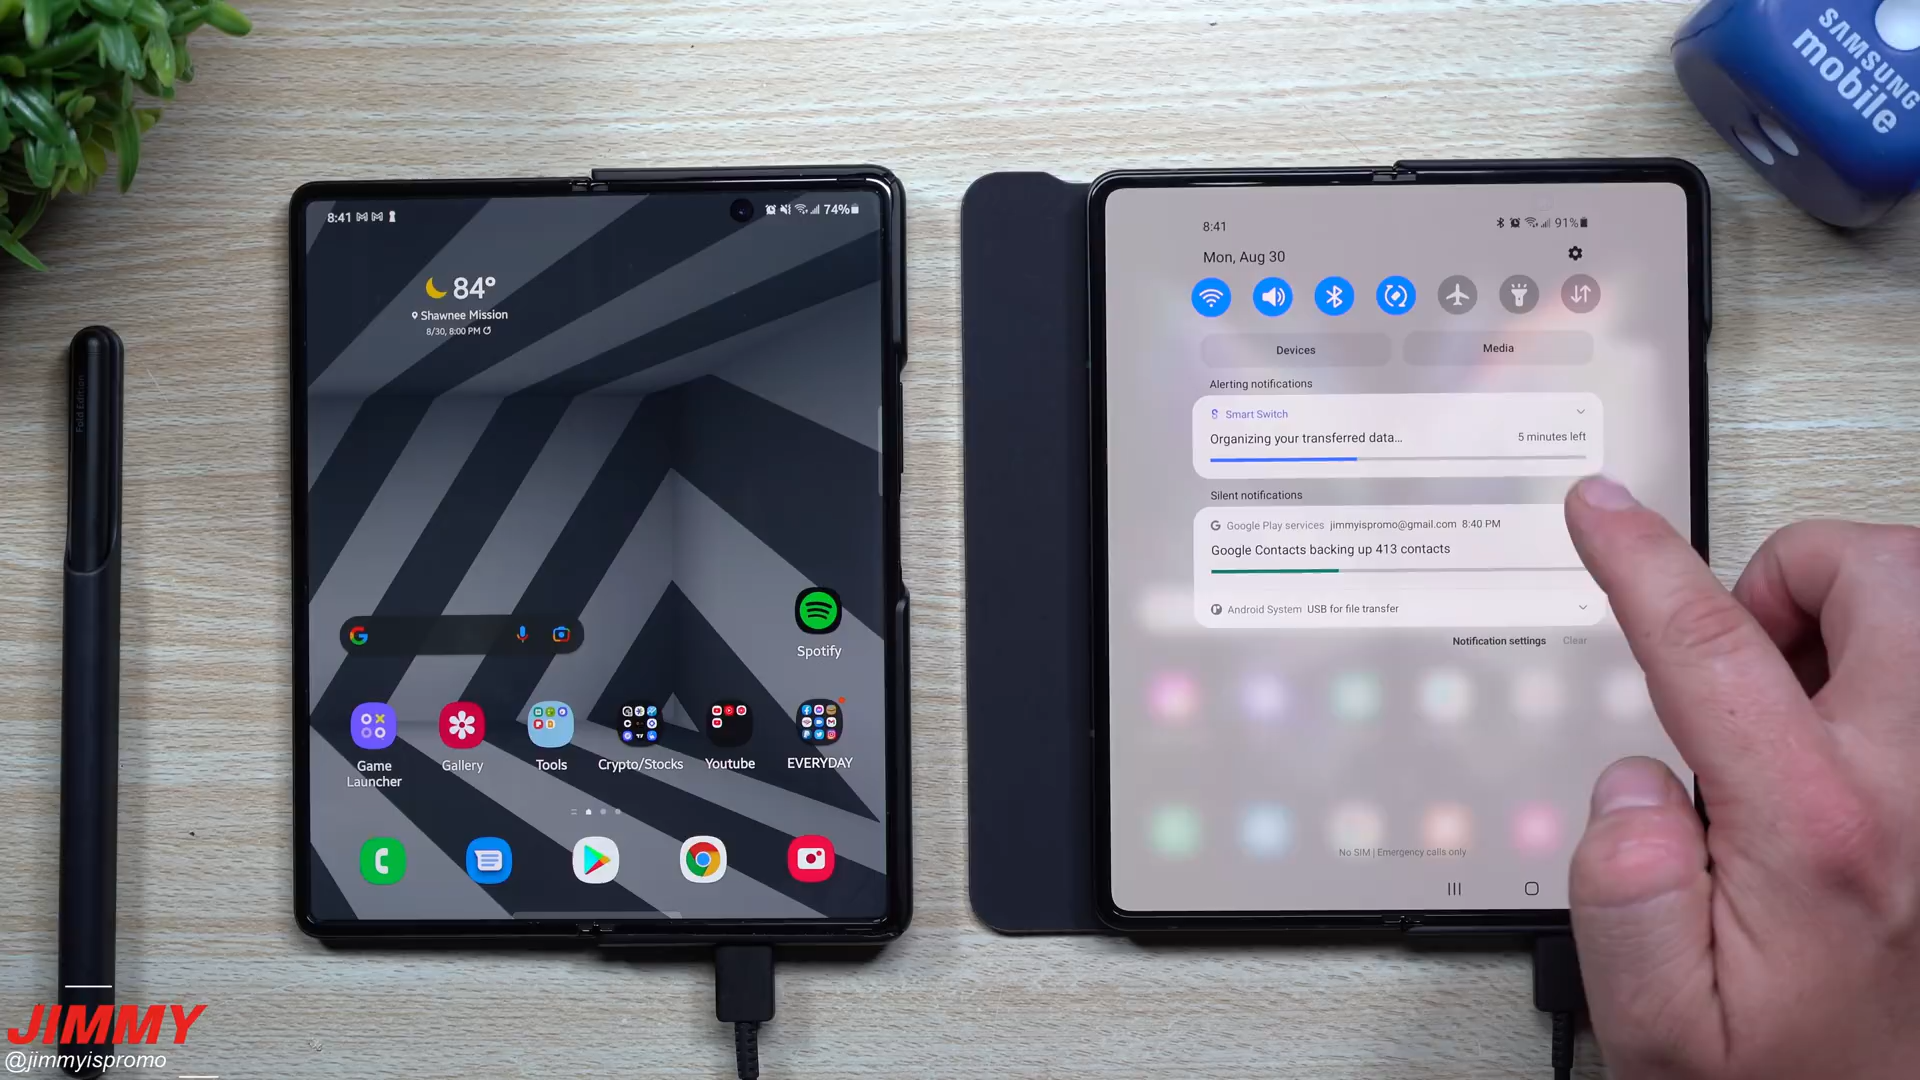 SAMSUNG
mobile
Fold Edition
8:41
74%
84°
Shawnee Mission
8/30, 8:00 PM
Spotify
Game
Launcher
Gallery
Tools
Crypto/Stocks
Youtube
EVERYDAY
8:41
91%
Mon, Aug 30
Devices
Media
Alerting notifications
Smart Switch
Organizing your transferred data...
5 minutes left
Silent notifications
Google Play services jimmyispromo@gmail.com 8:40 PM
Google Contacts backing up 413 contacts
Android System USB for file transfer
Notification settings
Clear
No SIM | Emergency calls only
JIMMY
@jimmyispromo